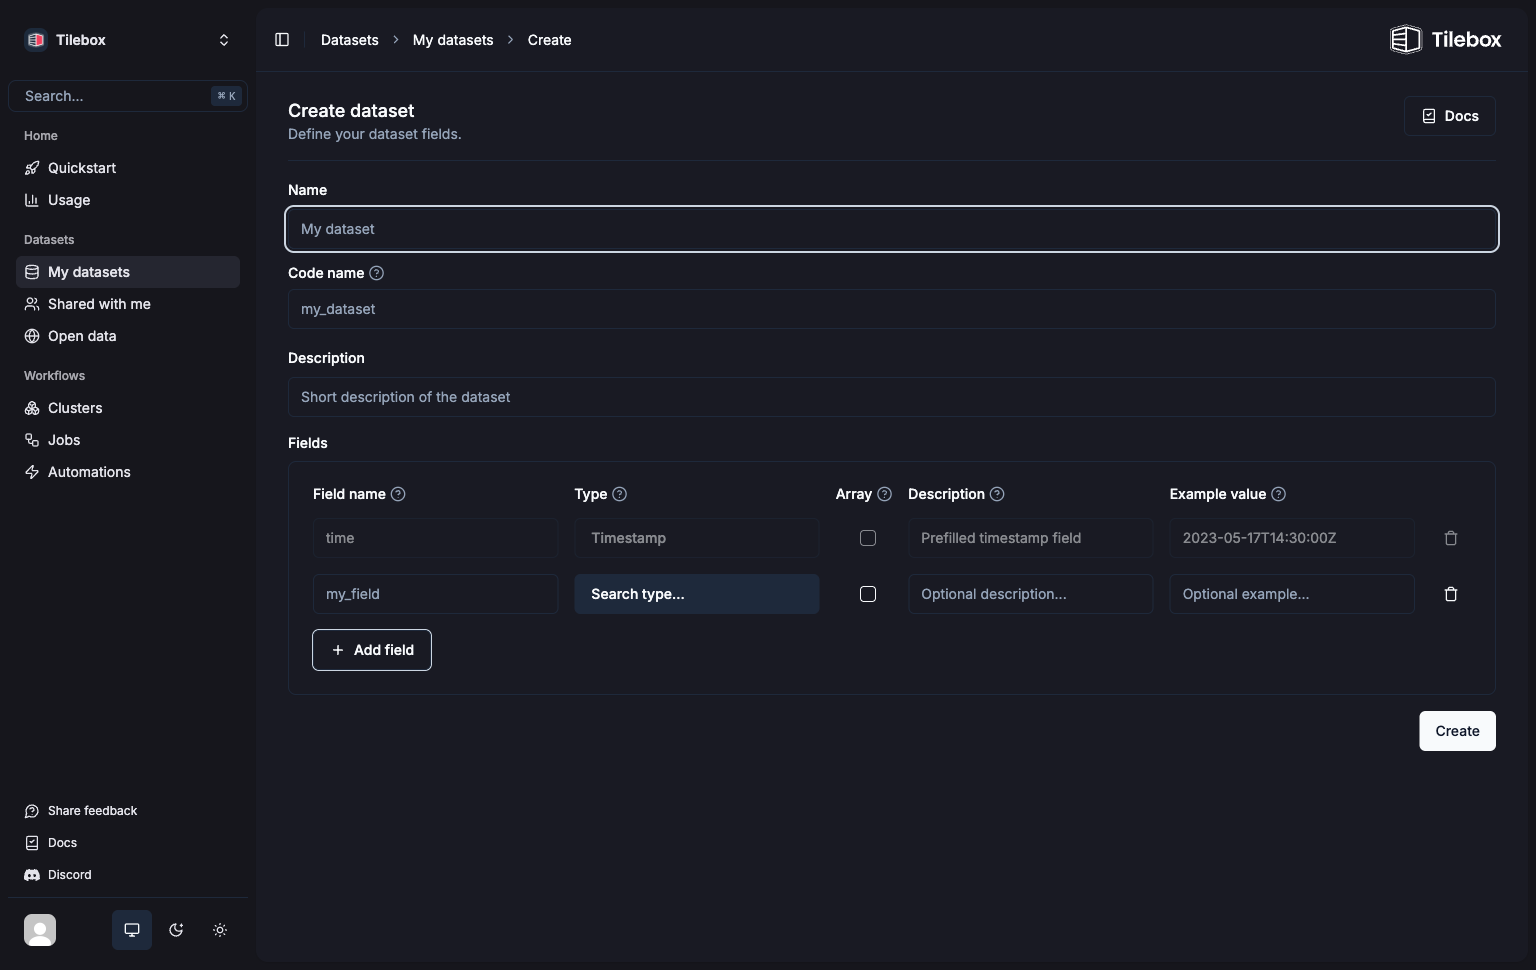 Tilebox
Search...
⌘ K
Home
Quickstart
Usage
Datasets
My datasets
Shared with me
Open data
Workflows
Clusters
Jobs
Automations
Share feedback
Docs
Discord
Datasets > My datasets > Create
Tilebox
Create dataset
Define your dataset fields.
Docs
Name
My dataset
Code name ?
my_dataset
Description
Short description of the dataset
Fields
Field name ? Type ? Array ? Description ? Example value ?
time Timestamp Prefilled timestamp field 2023-05-17T14:30:00Z
my_field Search type... Optional description... Optional example...
+ Add field
Create